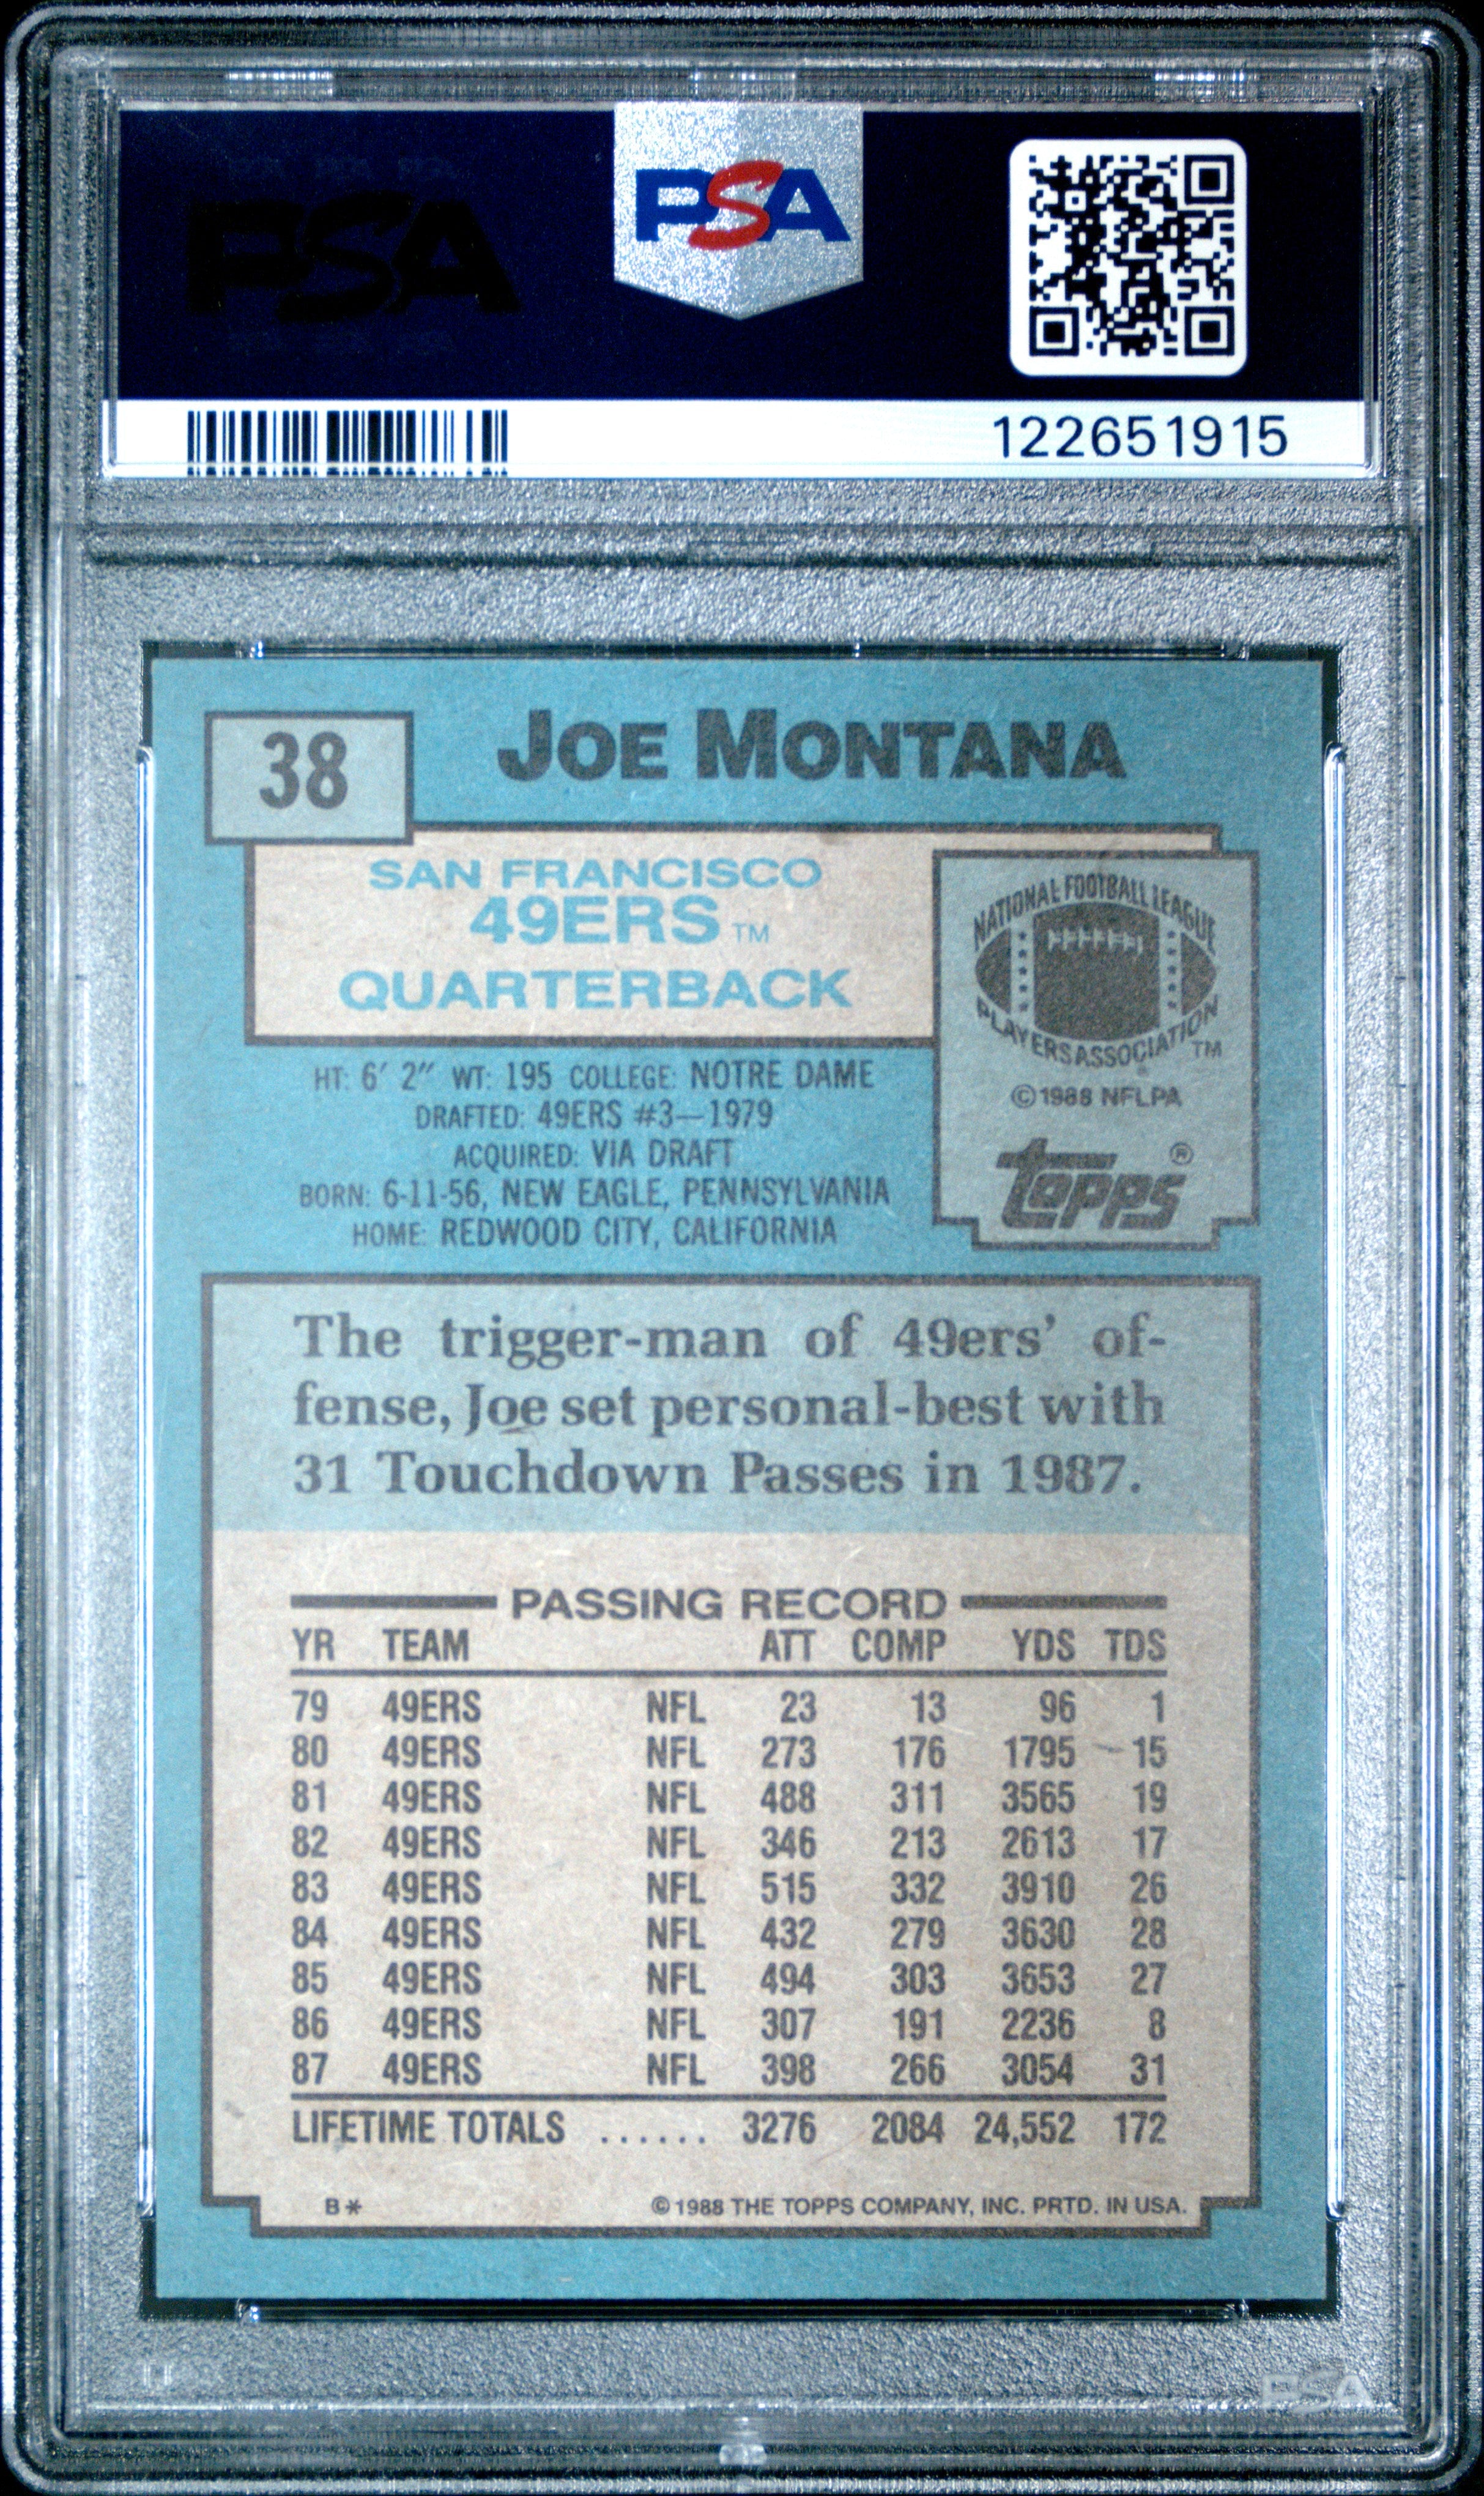 PSA
PSA
122651915
38
JOE MONTANA
SAN FRANCISCO
49ERS TM
QUARTERBACK
NATIONAL FOOTBALL LEAGUE
PLAYERS ASSOCIATION TM
© 1988 NFLPA
topps ®
HT: 6' 2" WT: 195 COLLEGE: NOTRE DAME
DRAFTED: 49ERS #3—1979
ACQUIRED: VIA DRAFT
BORN: 6-11-56, NEW EAGLE, PENNSYLVANIA
HOME: REDWOOD CITY, CALIFORNIA
The trigger-man of 49ers' of-
fense, Joe set personal-best with
31 Touchdown Passes in 1987.
PASSING RECORD
YR TEAM ATT COMP YDS TDS
79 49ERS NFL 23 13 96 1
80 49ERS NFL 273 176 1795 15
81 49ERS NFL 488 311 3565 19
82 49ERS NFL 346 213 2613 17
83 49ERS NFL 515 332 3910 26
84 49ERS NFL 432 279 3630 28
85 49ERS NFL 494 303 3653 27
86 49ERS NFL 307 191 2236 8
87 49ERS NFL 398 266 3054 31
LIFETIME TOTALS ...... 3276 2084 24,552 172
B* © 1988 THE TOPPS COMPANY, INC. PRTD. IN USA.
PSA